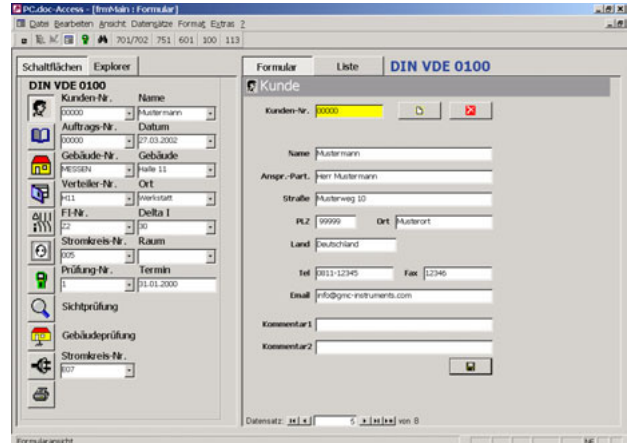 PC.doc-Access - [frmMain : Formular]
Datei Bearbeiten Ansicht Datensätze Format Extras ?
701/702 751 601 100 113
Schaltflächen Explorer
DIN VDE 0100
Kunden-Nr. Name
00000 Mustermann
Auftrags-Nr. Datum
00000 27.03.2002
Gebäude-Nr. Gebäude
MESSEN Halle 11
Verteiler-Nr. Ort
H11 Werkstatt
FI-Nr. Delta I
Z2 30
Stromkreis-Nr. Raum
005
Prüfung-Nr. Termin
1 31.01.2000
Sichtprüfung
Gebäudeprüfung
Stromkreis-Nr.
E07
Formular Liste DIN VDE 0100
Kunde
Kunden-Nr. 00000
Name Mustermann
Anspr.-Part. Herr Mustermann
Straße Musterweg 10
PLZ 99999 Ort Musterort
Land Deutschland
Tel 0811-12345 Fax 12346
Email info@gmc-instruments.com
Kommentar1
Kommentar2
Datensatz: 5 von 8
Formularansicht NF